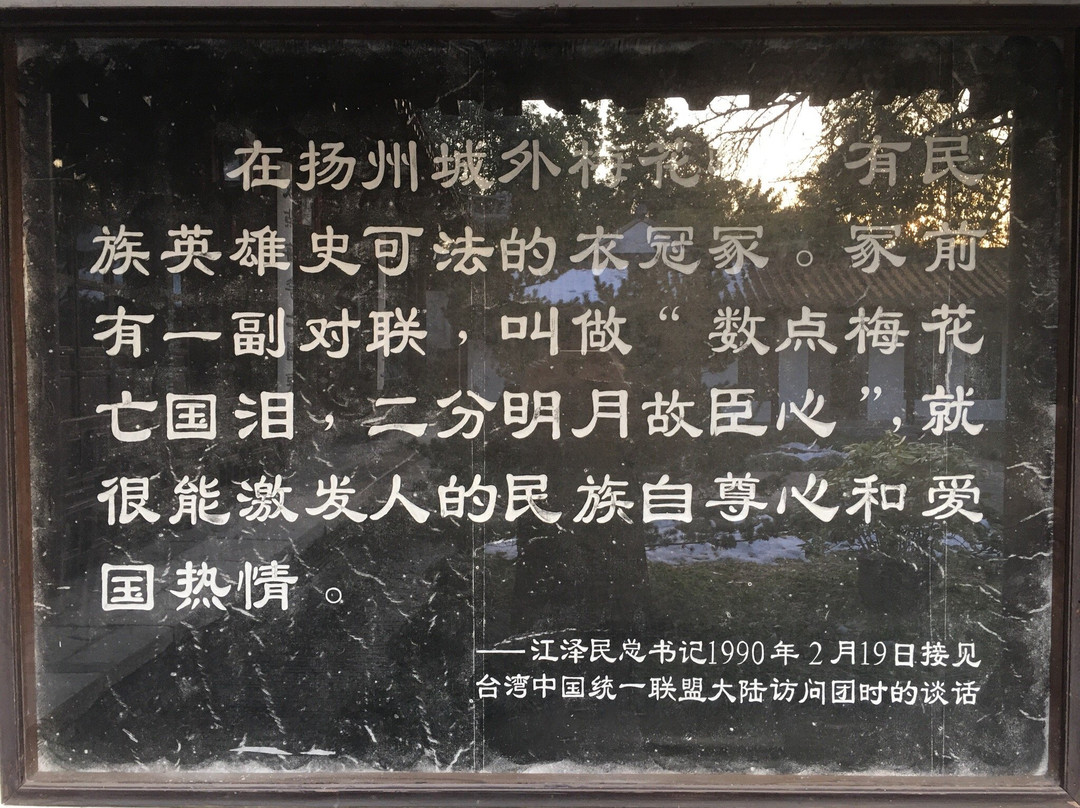 在扬州城外梅花 有民
族英雄史可法的衣冠冢。冢前
有一副对联，叫做“数点梅花
亡国泪，二分明月故臣心”，就
很能激发人的民族自尊心和爱
国热情。
——江泽民总书记1990年2月19日接见
台湾中国统一联盟大陆访问团时的谈话